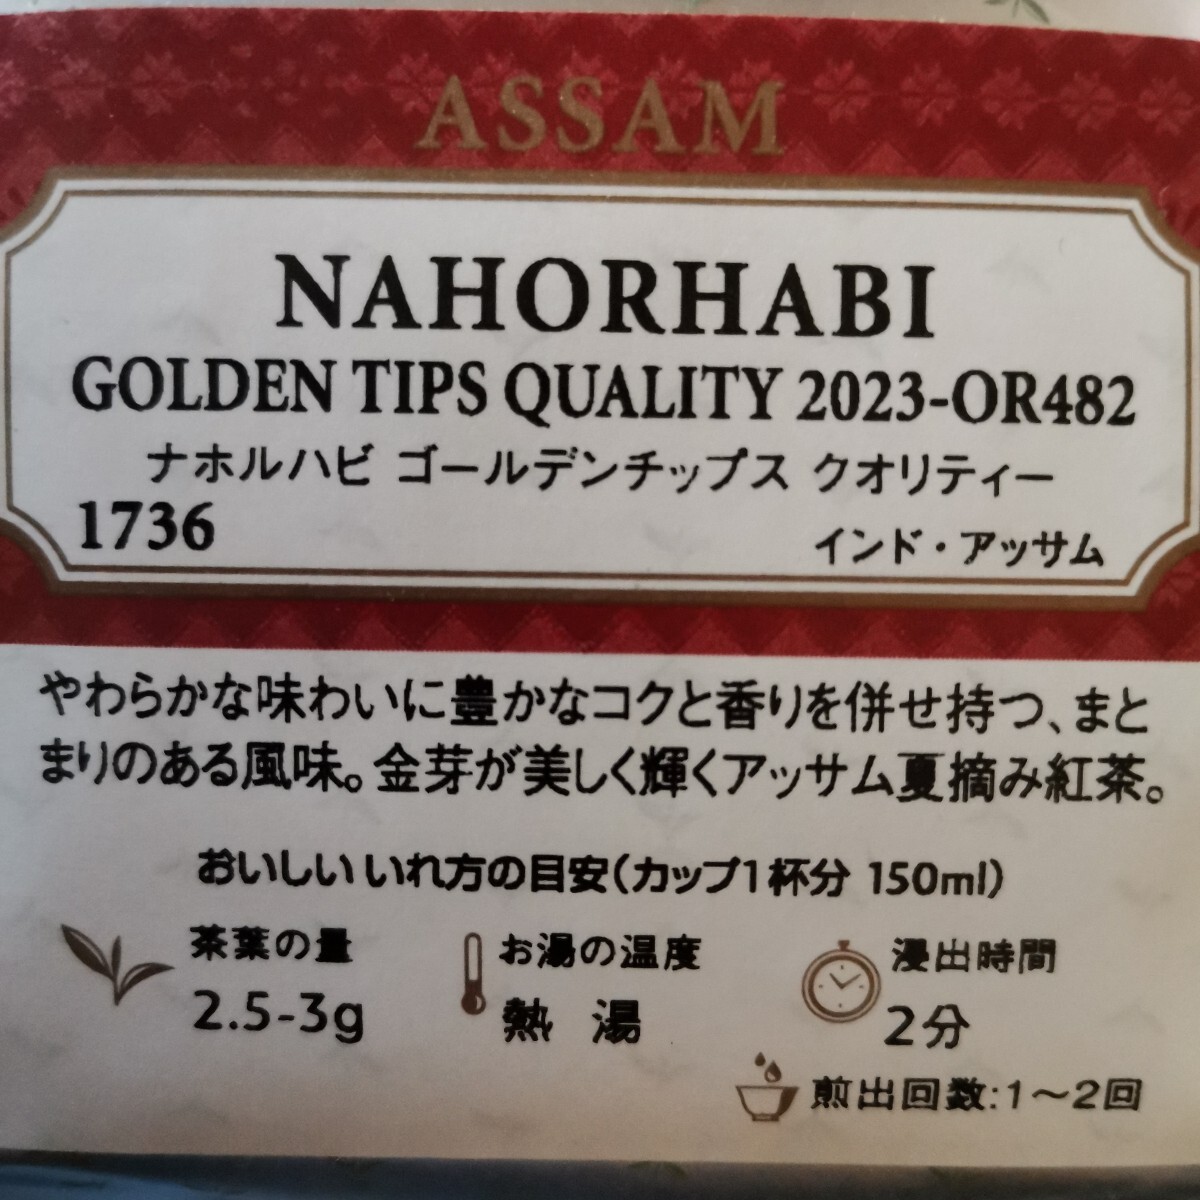 ASSAM
NAHORHABI
GOLDEN TIPS QUALITY 2023-OR482
ナホルハビ ゴールデンチップス クオリティー
1736
インド・アッサム
やわらかな味わいに豊かなコクと香りを併せ持つ、まと
まりのある風味。金芽が美しく輝くアッサム夏摘み紅茶。
おいしいいれ方の目安(カップ1杯分 150ml)
茶葉の量
2.5-3g
お湯の温度
熱 湯
浸出時間
2分
煎出回数:1～2回